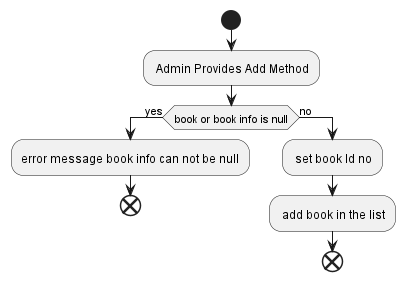 Admin Provides Add Method
yes
book or book info is null
no
error message book info can not be null
set book Id no
add book in the list